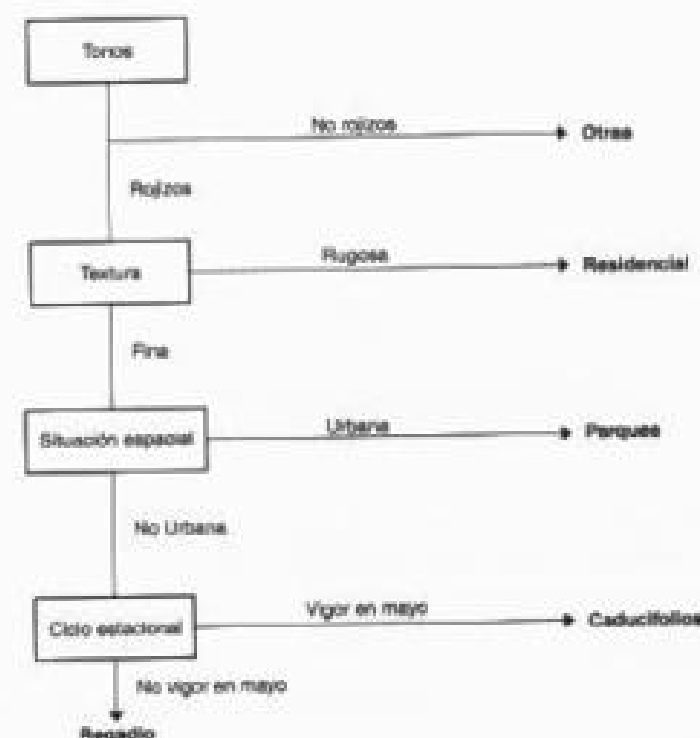 Tonos
No rojizos
Otras
Rojizos
Textura
Rugosa
Residencial
Fina
Situación espacial
Urbana
Parques
No Urbana
Ciclo estacional
Vigor en mayo
Caducifolios
No vigor en mayo
Regadío